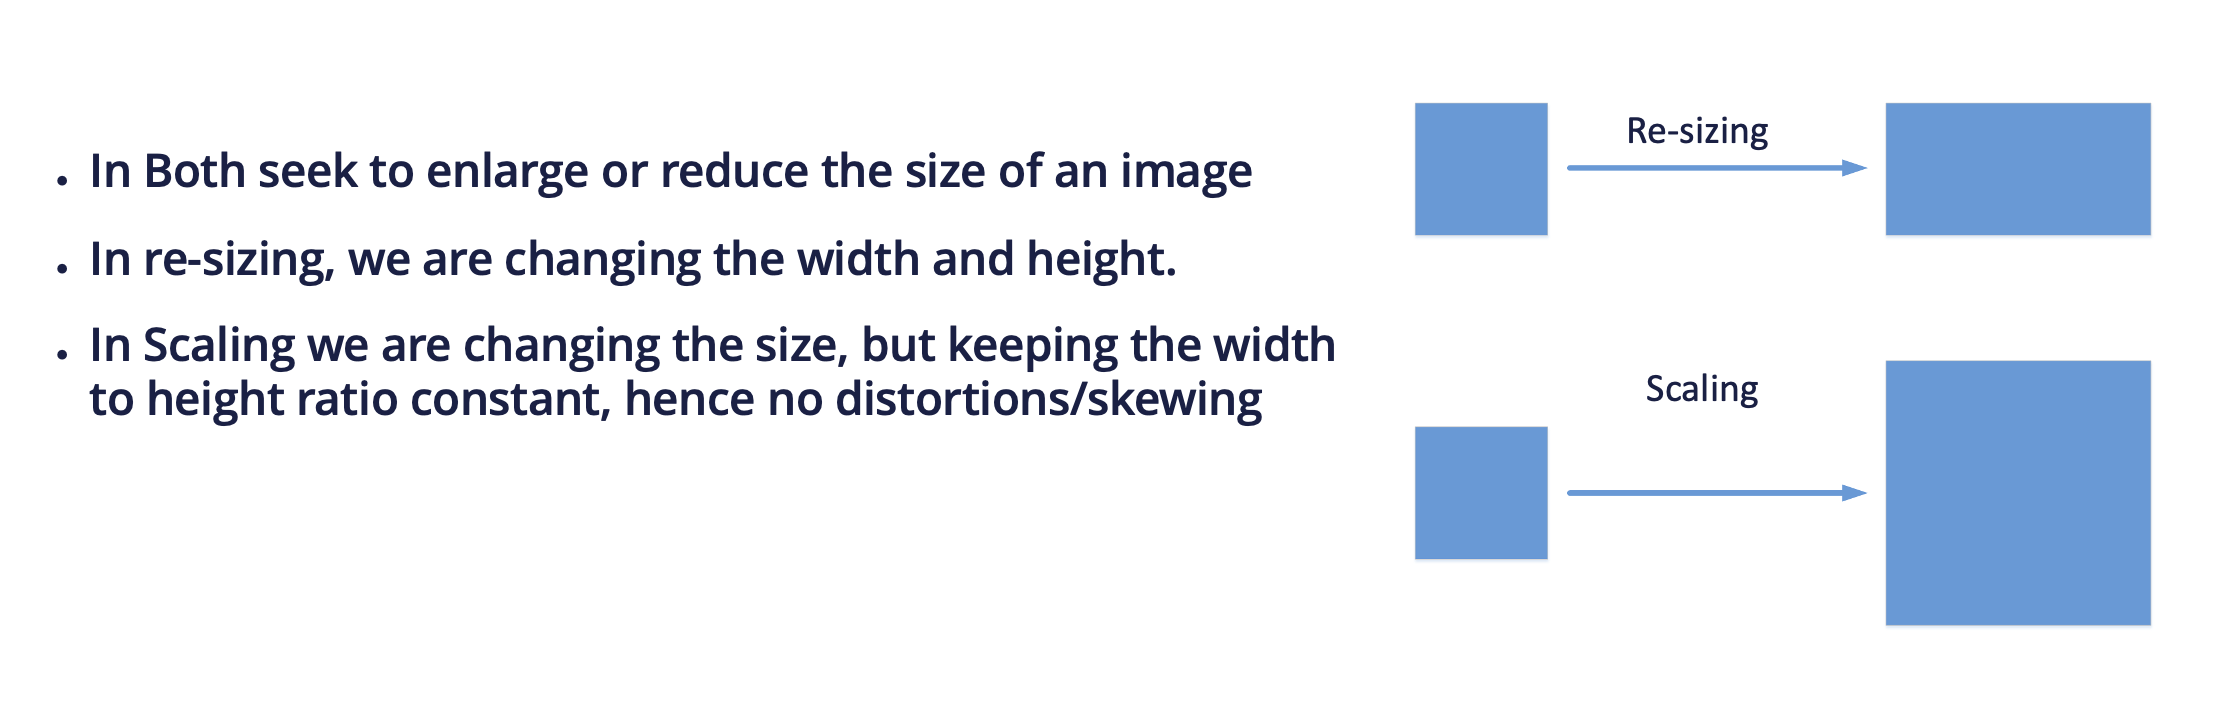 • In Both seek to enlarge or reduce the size of an image
• In re-sizing, we are changing the width and height.
• In Scaling we are changing the size, but keeping the width
to height ratio constant, hence no distortions/skewing
Re-sizing
Scaling